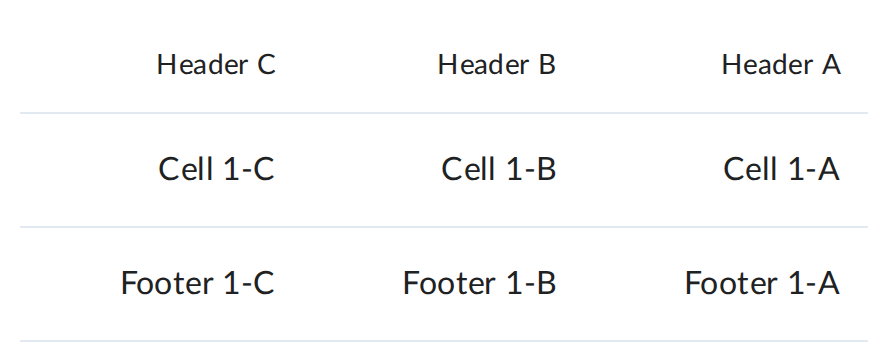 Header C Header B Header A
Cell 1-C Cell 1-B Cell 1-A
Footer 1-C Footer 1-B Footer 1-A